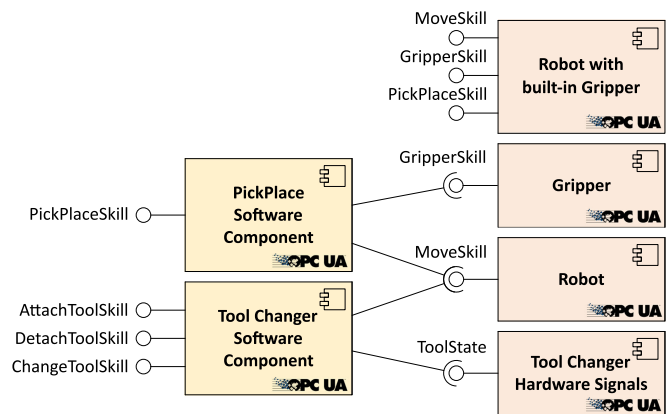 MoveSkill
GripperSkill
PickPlaceSkill
Robot with
built-in Gripper
OPC UA
GripperSkill
Gripper
OPC UA
PickPlaceSkill
PickPlace
Software
Component
OPC UA
MoveSkill
Robot
OPC UA
AttachToolSkill
DetachToolSkill
ChangeToolSkill
Tool Changer
Software
Component
OPC UA
ToolState
Tool Changer
Hardware Signals
OPC UA